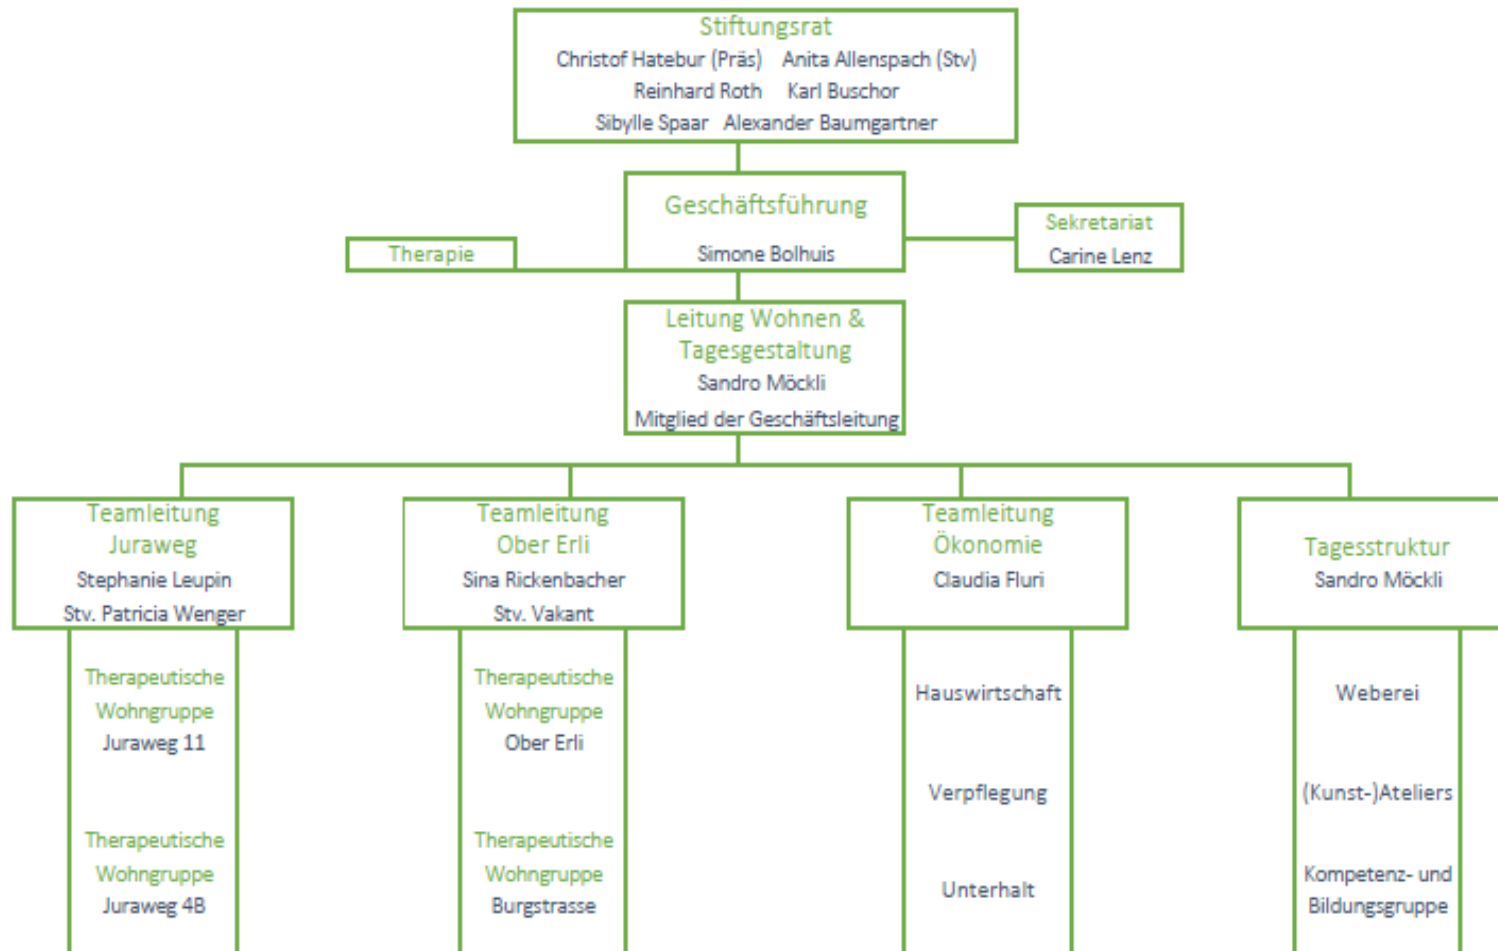 Stiftungsrat
Christof Hatebur (Präs) Anita Allenspach (Stv)
Reinhard Roth Karl Buschor
Sibylle Spaar Alexander Baumgartner
Geschäftsführung
Simone Bolhuis
Therapie
Sekretariat
Carine Lenz
Leitung Wohnen &
Tagesgestaltung
Sandro Möckli
Mitglied der Geschäftsleitung
Teamleitung
Juraweg
Stephanie Leupin
Stv. Patricia Wenger
Therapeutische
Wohngruppe
Juraweg 11
Therapeutische
Wohngruppe
Juraweg 4B
Teamleitung
Ober Erli
Sina Rickenbacher
Stv. Vakant
Therapeutische
Wohngruppe
Ober Erli
Therapeutische
Wohngruppe
Burgstrasse
Teamleitung
Ökonomie
Claudia Fluri
Hauswirtschaft
Verpflegung
Unterhalt
Tagesstruktur
Sandro Möckli
Weberei
(Kunst-)Ateliers
Kompetenz- und
Bildungsgruppe